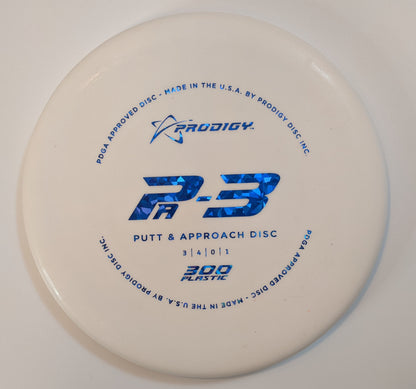 PDGA APPROVED DISC - MADE IN THE U.S.A. BY PRODIGY DISC INC.
PRODIGY
PA-3
PUTT & APPROACH DISC
3|4|0|1
300
PLASTIC
PDGA APPROVED DISC - MADE IN THE U.S.A. BY PRODIGY DISC INC.